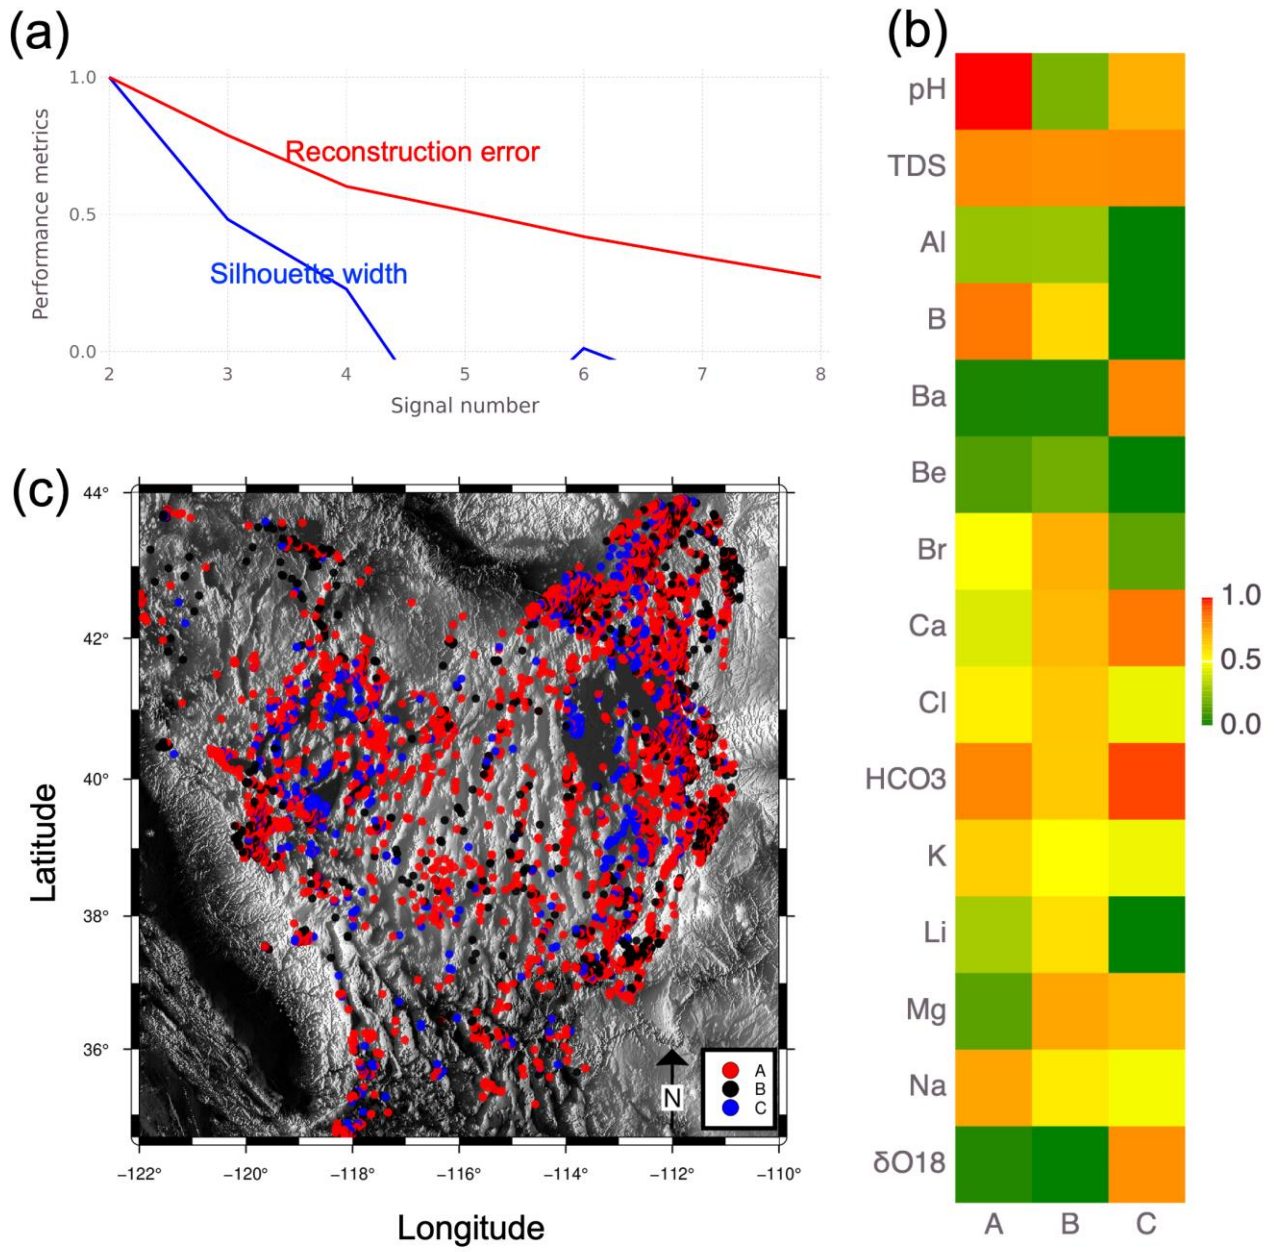 (a)
1.0
0.5
0.0
Performance metrics
Reconstruction error
Silhouette width
2 3 4 5 6 7 8
Signal number
(b)
pH
TDS
Al
B
Ba
Be
Br
Ca
Cl
HCO3
K
Li
Mg
Na
δO18
A B C
1.0
0.5
0.0
(c)
44°
42°
40°
38°
36°
Latitude
N
A
B
C
−122° −120° −118° −116° −114° −112° −110°
Longitude